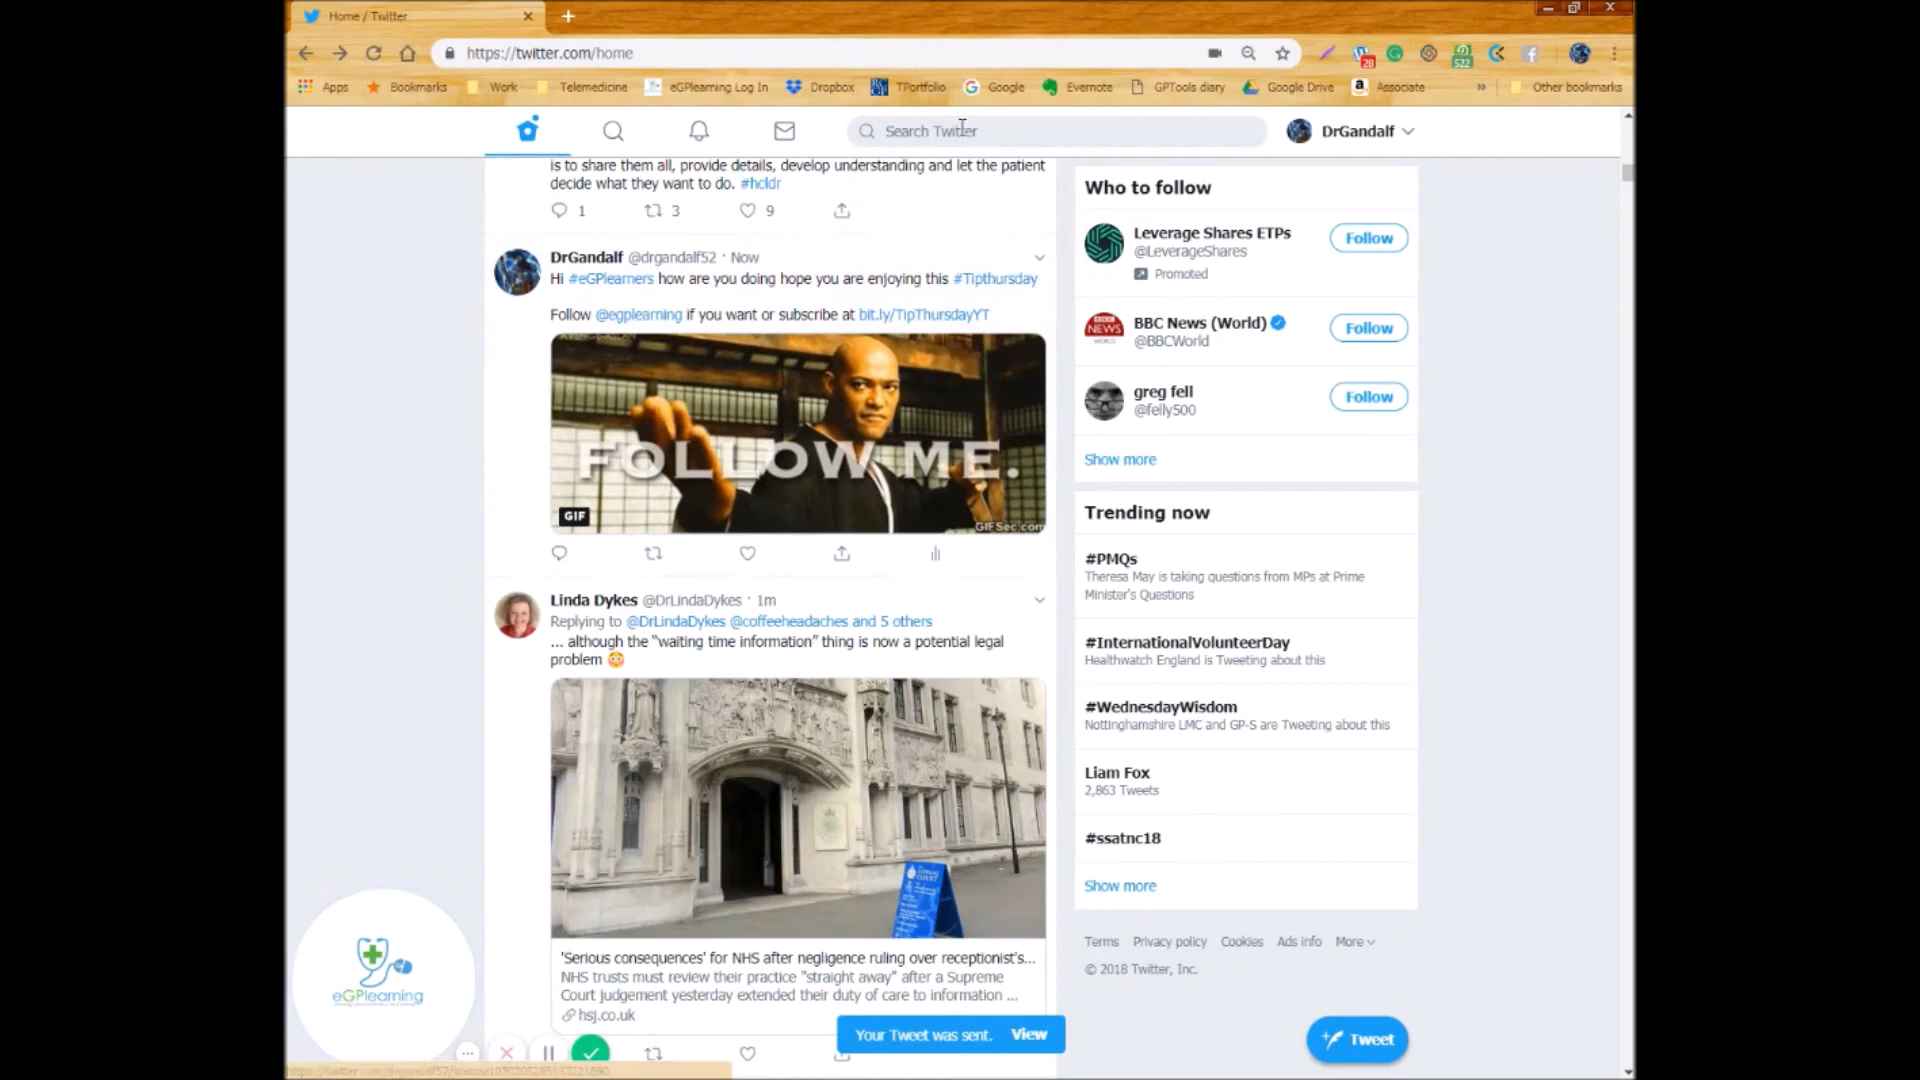 Home / Twitter
https://twitter.com/home
28
522
Apps
Bookmarks
Work
Telemedicine
eGPlearning Log In
Dropbox
TPortfolio
Google
Evernote
GPTools diary
Google Drive
Associate
»
Other bookmarks
Search Twitter
DrGandalf
is to share them all, provide details, develop understanding and let the patient
decide what they want to do. #hcldr
1
3
9
DrGandalf @drgandalf52 · Now
Hi #eGPlearners how are you doing hope you are enjoying this #Tipthursday
Follow @egplearning if you want or subscribe at bit.ly/TipThursdayYT
FOLLOW ME.
GIF
GIFSec.com
Linda Dykes @DrLindaDykes · 1m
Replying to @DrLindaDykes @coffeeheadaches and 5 others
... although the “waiting time information” thing is now a potential legal
problem 😳
'Serious consequences' for NHS after negligence ruling over receptionist's...
NHS trusts must review their practice "straight away" after a Supreme
Court judgement yesterday extended their duty of care to information ...
hsj.co.uk
Your Tweet was sent. View
Who to follow
Leverage Shares ETPs
@LeverageShares
Promoted
Follow
BBC NEWS WORLD
BBC News (World)
@BBCWorld
Follow
greg fell
@felly500
Follow
Show more
Trending now
#PMQs
Theresa May is taking questions from MPs at Prime
Minister's Questions
#InternationalVolunteerDay
Healthwatch England is Tweeting about this
#WednesdayWisdom
Nottinghamshire LMC and GP-S are Tweeting about this
Liam Fox
2,863 Tweets
#ssatnc18
Show more
Terms Privacy policy Cookies Ads info More
© 2018 Twitter, Inc.
Tweet
eGPlearning